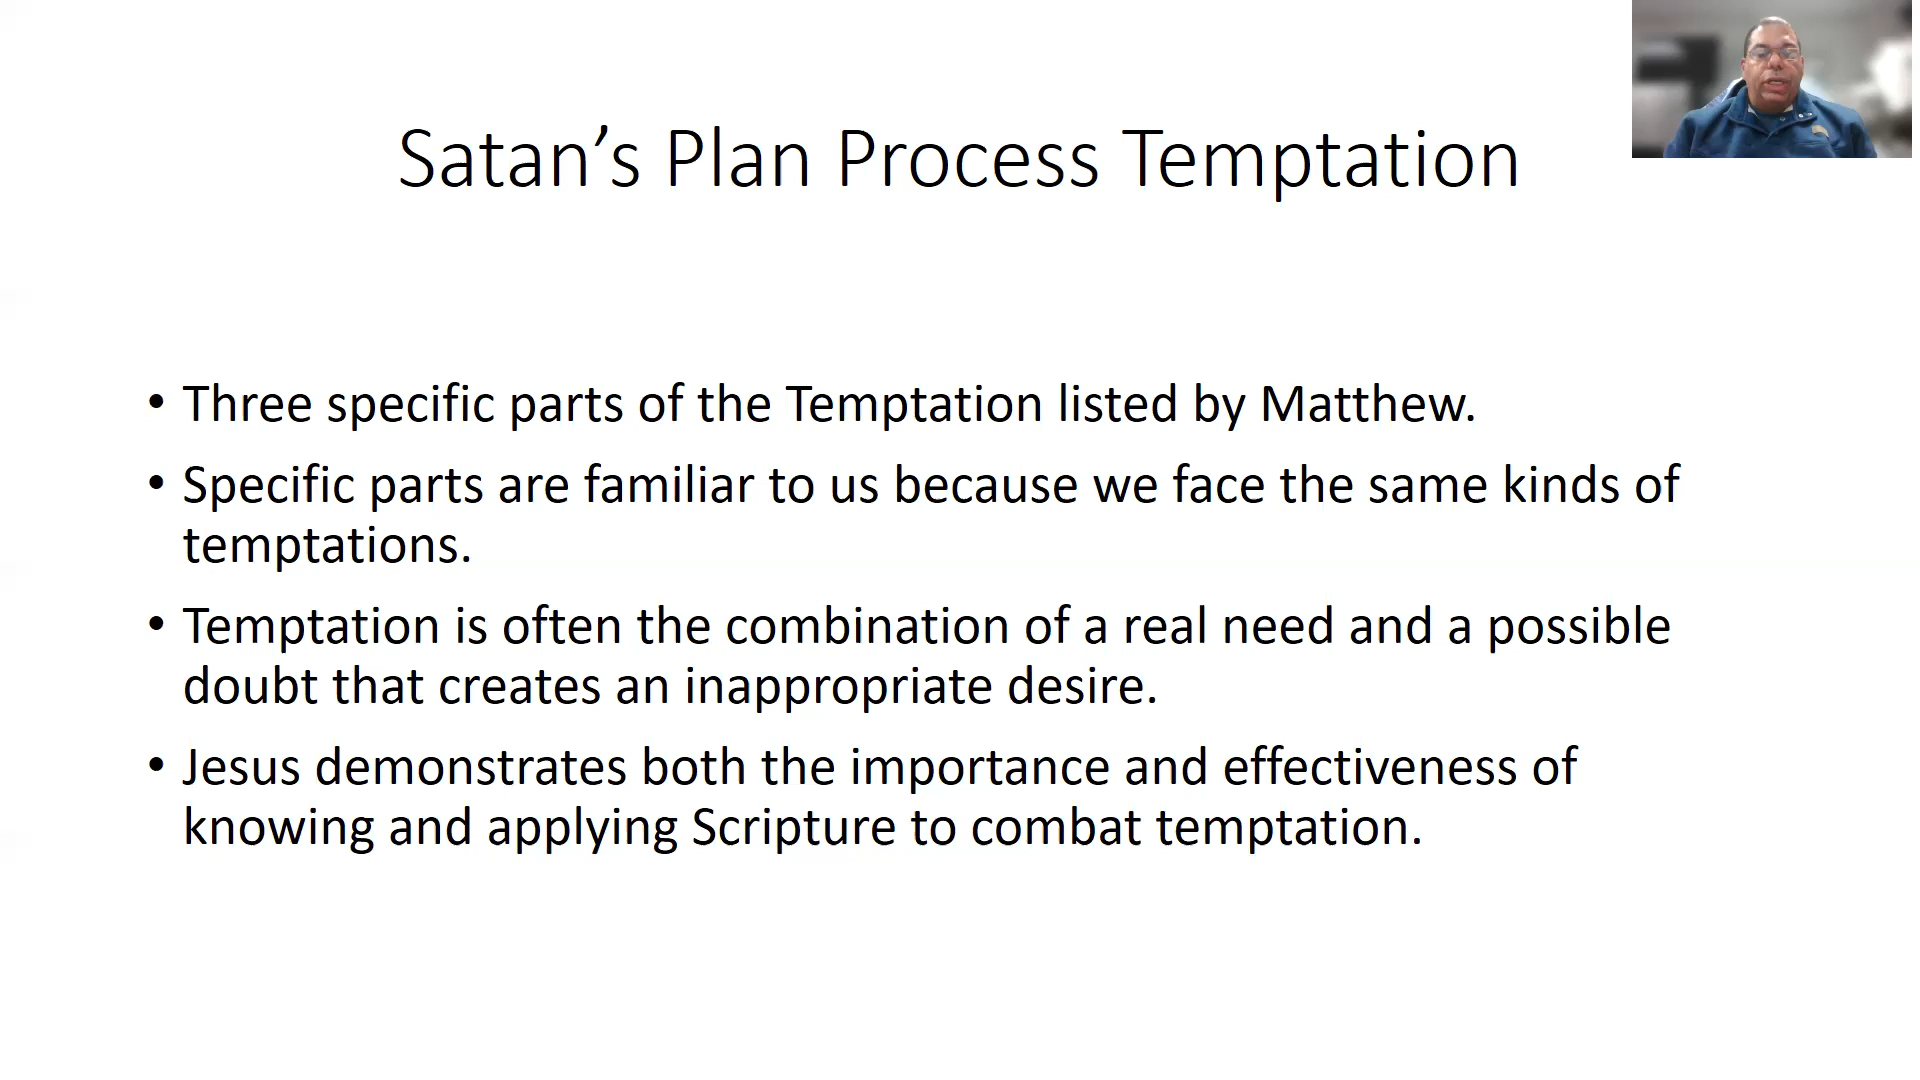 Satan’s Plan Process Temptation
• Three specific parts of the Temptation listed by Matthew.
• Specific parts are familiar to us because we face the same kinds of
temptations.
• Temptation is often the combination of a real need and a possible
doubt that creates an inappropriate desire.
• Jesus demonstrates both the importance and effectiveness of
knowing and applying Scripture to combat temptation.